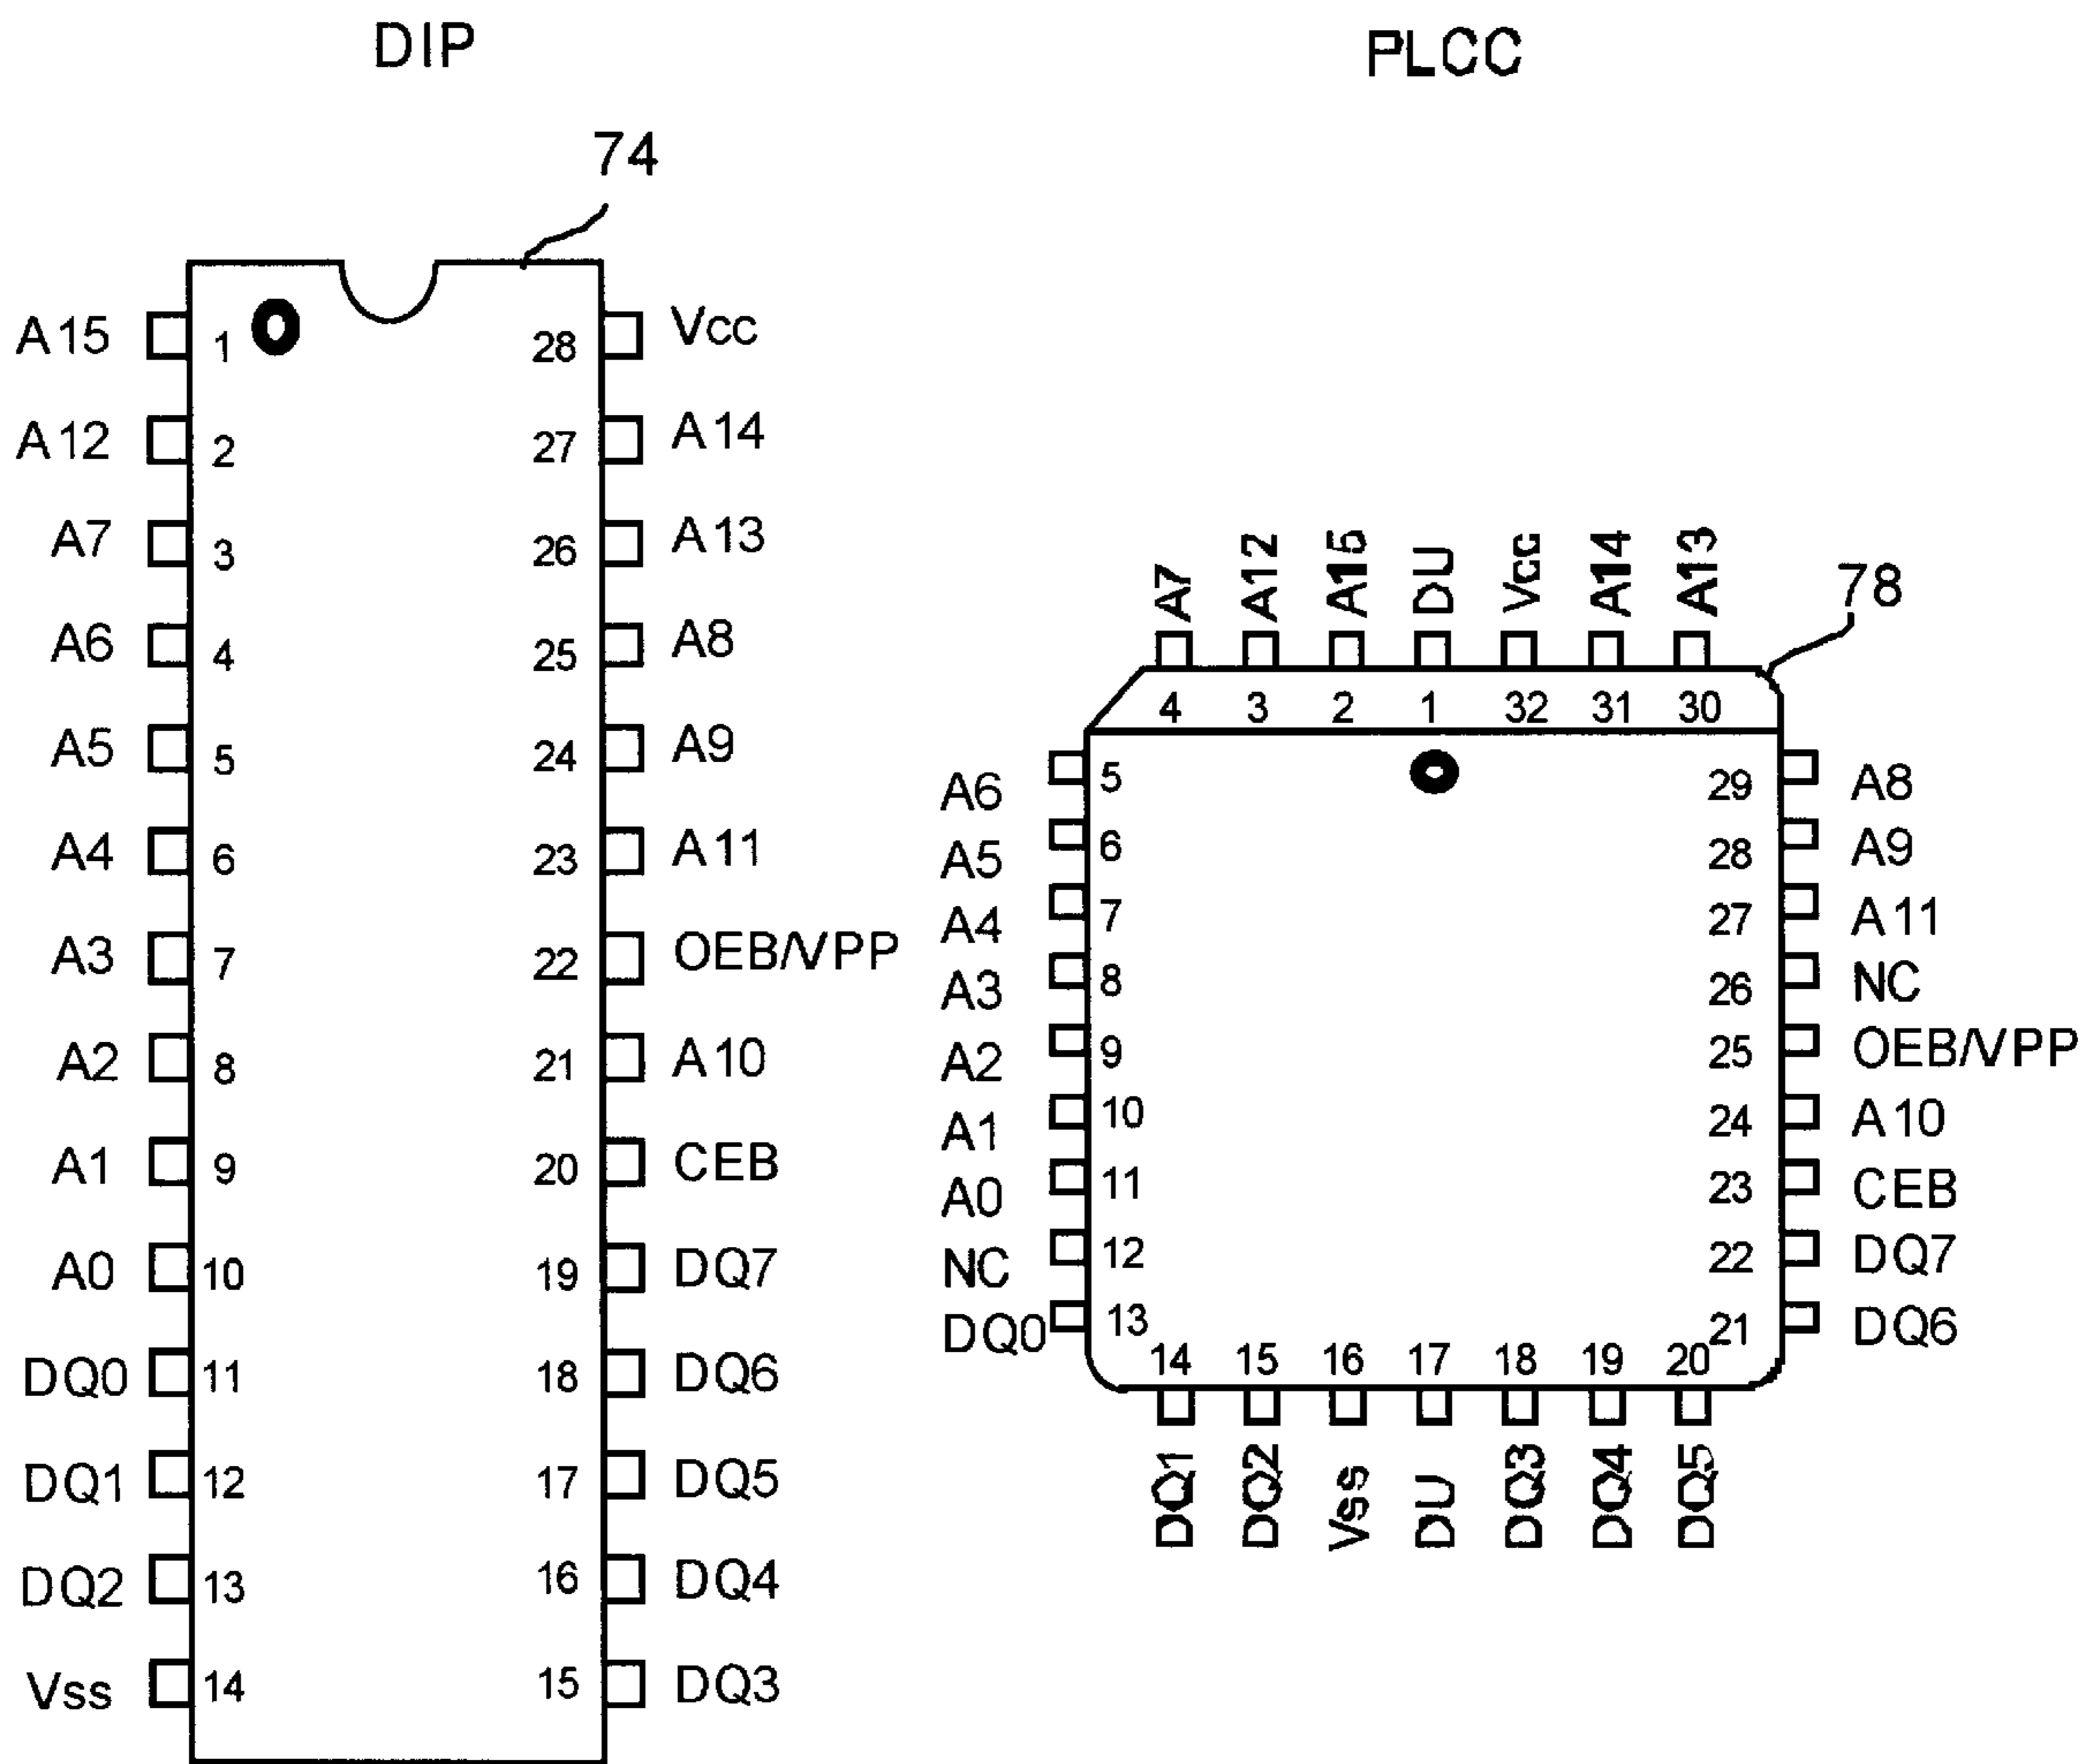 DIP
74
A15 1 28 Vcc
A12 2 27 A14
A7 3 26 A13
A6 4 25 A8
A5 5 24 A9
A4 6 23 A11
A3 7 22 OEB/VPP
A2 8 21 A10
A1 9 20 CEB
A0 10 19 DQ7
DQ0 11 18 DQ6
DQ1 12 17 DQ5
DQ2 13 16 DQ4
Vss 14 15 DQ3
PLCC
78
A7 A12 A15 DU Vcc A14 A13
4 3 2 1 32 31 30
A6 5 29 A8
A5 6 28 A9
A4 7 27 A11
A3 8 26 NC
A2 9 25 OEB/VPP
A1 10 24 A10
A0 11 23 CEB
NC 12 22 DQ7
DQ0 13 21 DQ6
14 15 16 17 18 19 20
DQ1 DQ2 Vss DU DQ3 DQ4 DQ5